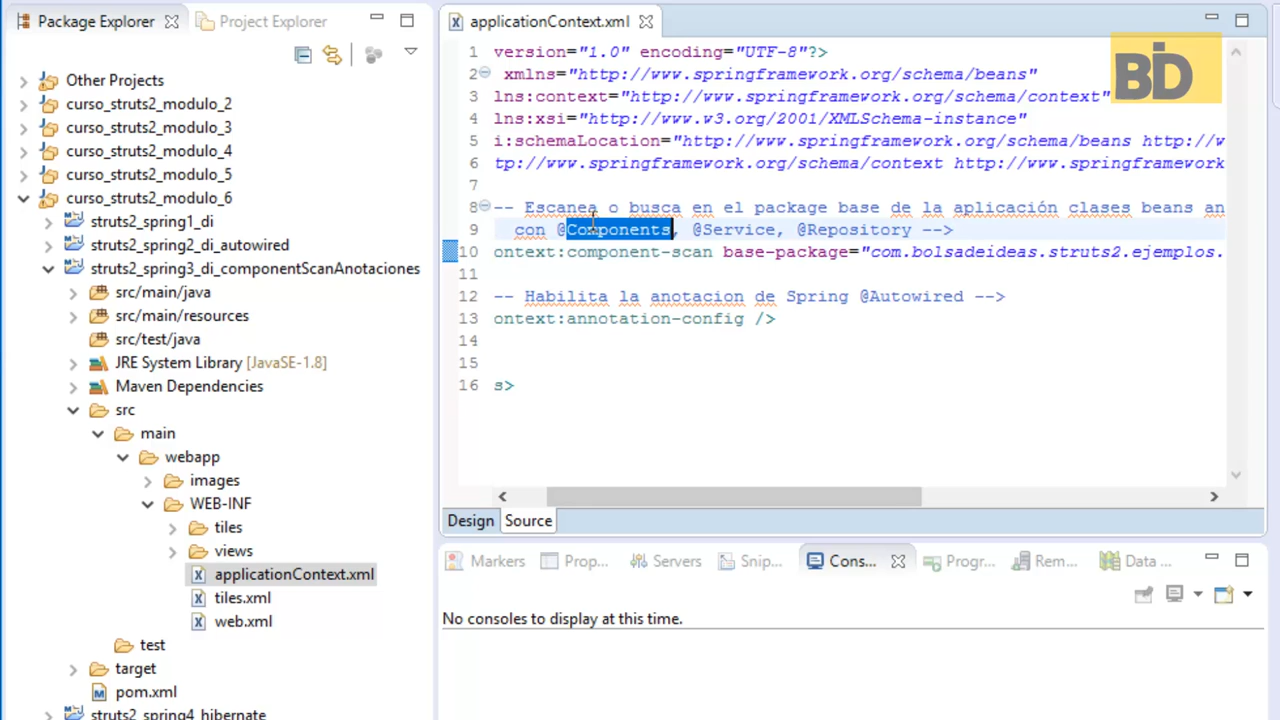 Package Explorer
Project Explorer
Other Projects
curso_struts2_modulo_2
curso_struts2_modulo_3
curso_struts2_modulo_4
curso_struts2_modulo_5
curso_struts2_modulo_6
struts2_spring1_di
struts2_spring2_di_autowired
struts2_spring3_di_componentScanAnotaciones
src/main/java
src/main/resources
src/test/java
JRE System Library [JavaSE-1.8]
Maven Dependencies
src
main
webapp
images
WEB-INF
tiles
views
applicationContext.xml
tiles.xml
web.xml
test
target
pom.xml
struts2_spring4_hibernate
applicationContext.xml
BD
1 version="1.0" encoding="UTF-8"?>
2 xmlns="http://www.springframework.org/schema/beans"
3 lns:context="http://www.springframework.org/schema/context"
4 lns:xsi="http://www.w3.org/2001/XMLSchema-instance"
5 i:schemaLocation="http://www.springframework.org/schema/beans http://w
6 tp://www.springframework.org/schema/context http://www.springframework
7
8 -- Escanea o busca en el package base de la aplicación clases beans an
9 con @Components, @Service, @Repository -->
10 ontext:component-scan base-package="com.bolsadeideas.struts2.ejemplos.
11
12 -- Habilita la anotacion de Spring @Autowired -->
13 ontext:annotation-config />
14
15
16 s>
Design Source
Markers Prop... Servers Snip... Cons... Progr... Rem... Data ...
No consoles to display at this time.